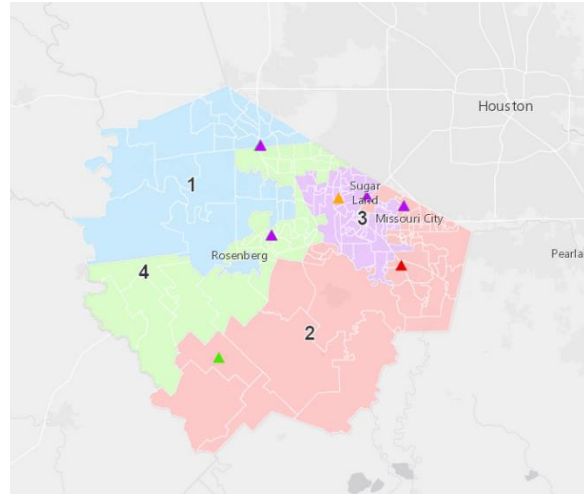 Houston
1
Sugar
Land
3
Missouri City
Pearla
Rosenberg
4
2